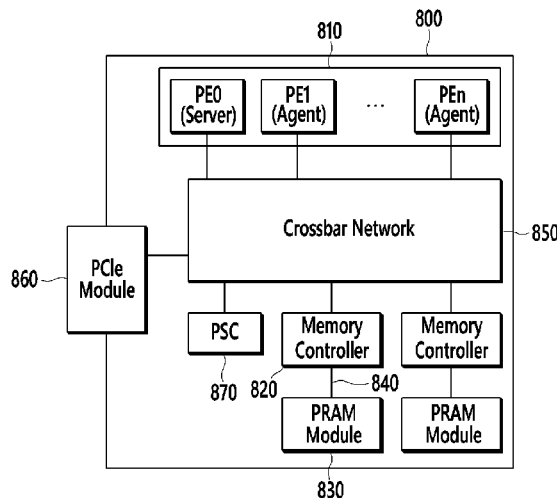 810
800
PE0
(Server)
PE1
(Agent)
...
PEn
(Agent)
Crossbar Network
850
860
PCIe
Module
PSC
870
Memory
Controller
820
840
Memory
Controller
PRAM
Module
830
PRAM
Module